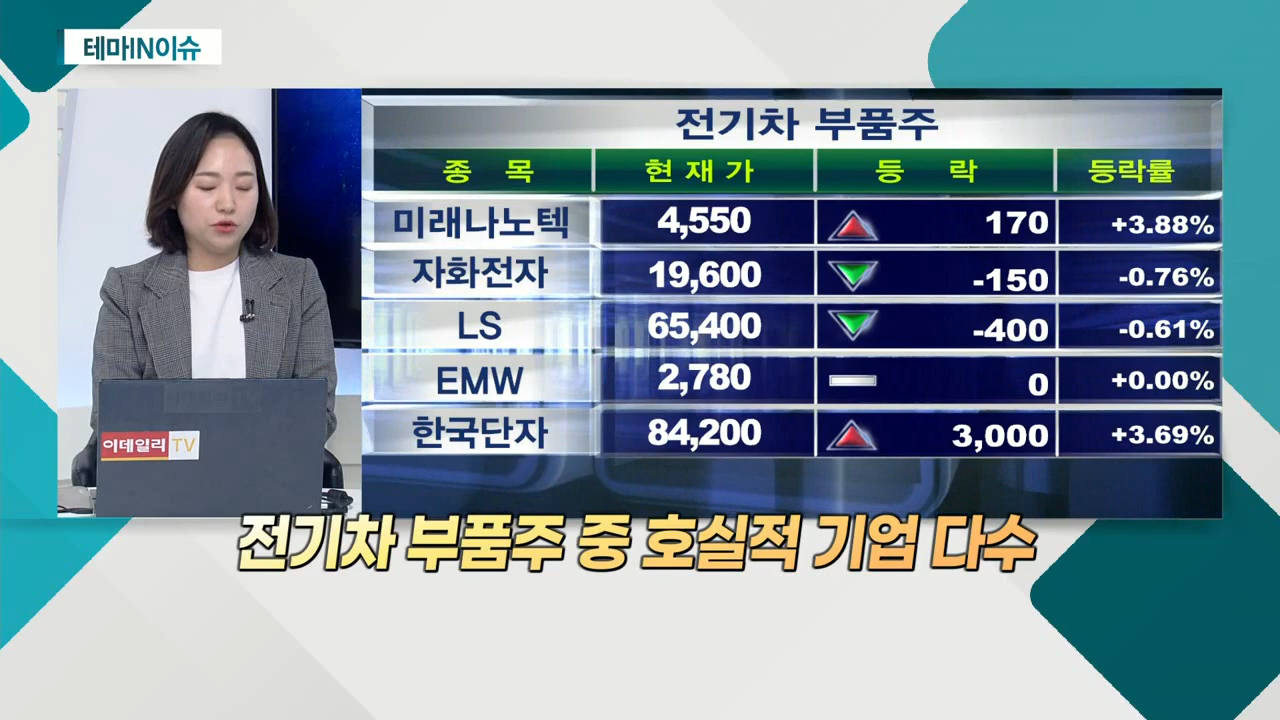 테마IN이슈
전기차 부품주
종 목 현 재 가 등 락 등락률
미래나노텍 4,550 170 +3.88%
자화전자 19,600 -150 -0.76%
LS 65,400 -400 -0.61%
EMW 2,780 0 +0.00%
한국단자 84,200 3,000 +3.69%
이데일리 TV
전기차 부품주 중 호실적 기업 다수